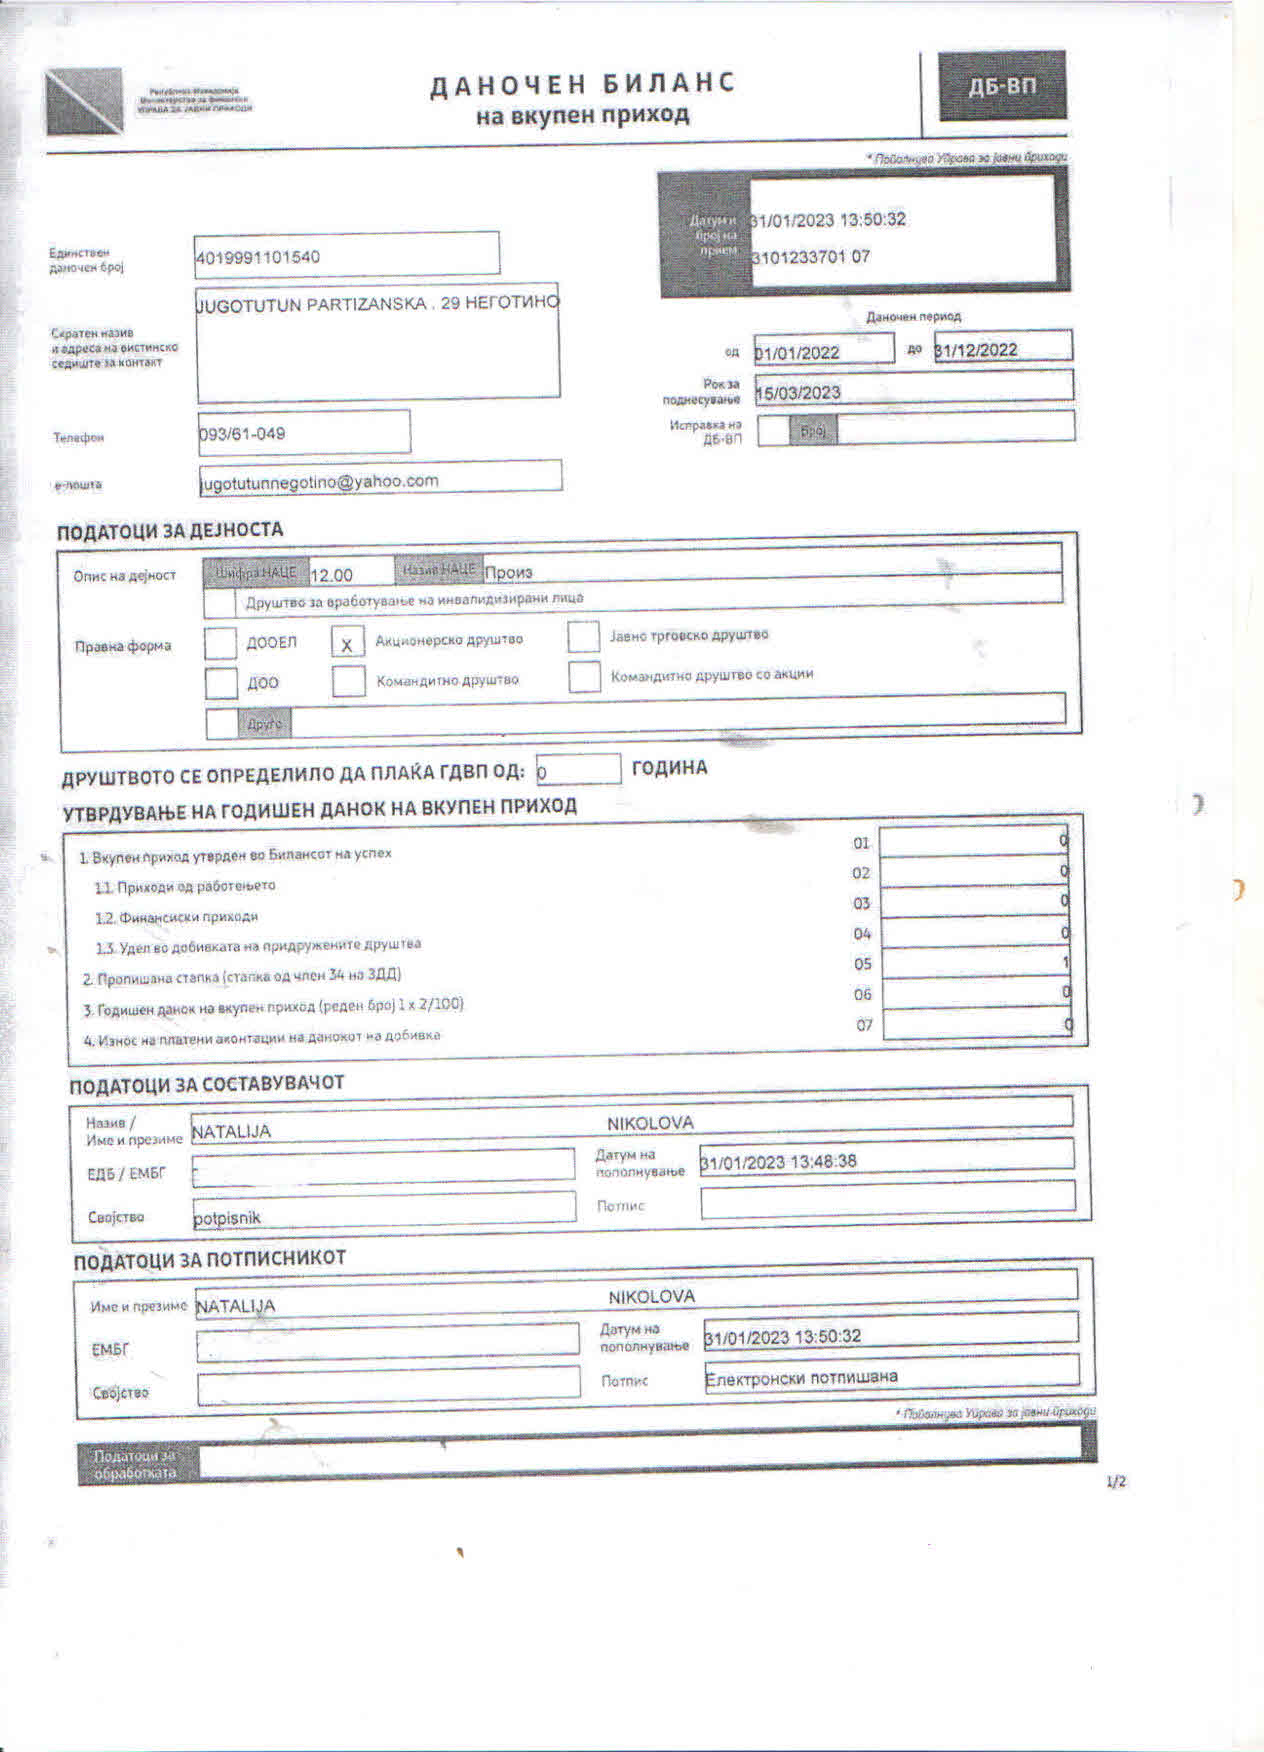 Република Македонија
Министерство за финансии
УПРАВА ЗА ЈАВНИ ПРИХОДИ
ДАНОЧЕН БИЛАНС
на вкупен приход
ДБ-ВП
* Пополнува Управа за јавни приходи
Датум и број на прием
31/01/2023 13:50:32
3101233701 07
Единствен даночен број
4019991101540
Скратен назив и адреса на вистинско седиште за контакт
JUGOTUTUN PARTIZANSKA . 29 НЕГОТИНО
Даночен период
од 01/01/2022 до 31/12/2022
Рок за поднесување 15/03/2023
Исправка на ДБ-ВП Број
Телефон 093/61-049
е-пошта jugotutunnegotino@yahoo.com
ПОДАТОЦИ ЗА ДЕЈНОСТА
Опис на дејност Шифра НАЦЕ 12.00 Назив НАЦЕ Произ
Друштво за вработување на инвалидизирани лица
Правна форма ДООЕЛ x Акционерско друштво Јавно трговско друштво
ДОО Командитно друштво Командитно друштво со акции
Друго
ДРУШТВОТО СЕ ОПРЕДЕЛИЛО ДА ПЛАЌА ГДВП ОД: 0 ГОДИНА
УТВРДУВАЊЕ НА ГОДИШЕН ДАНОК НА ВКУПЕН ПРИХОД
1. Вкупен приход утврден во Билансот на успех 01 0
1.1. Приходи од работењето 02 0
1.2. Финансиски приходи 03 0
1.3. Удел во добивката на придружените друштва 04 0
2. Пропишана стапка (стапка од член 34 на ЗДД) 05 1
3. Годишен данок на вкупен приход (реден број 1 x 2/100) 06 0
4. Износ на платени аконтации на данокот на добивка 07 0
ПОДАТОЦИ ЗА СОСТАВУВАЧОТ
Назив / Име и презиме NATALIJA NIKOLOVA
ЕДБ / ЕМБГ Датум на пополнување 31/01/2023 13:48:38
Својство potpisnik Потпис
ПОДАТОЦИ ЗА ПОТПИСНИКОТ
Име и презиме NATALIJA NIKOLOVA
ЕМБГ Датум на пополнување 31/01/2023 13:50:32
Својство Потпис Електронски потпишана
* Пополнува Управа за јавни приходи
Податоци за обработката
1/2